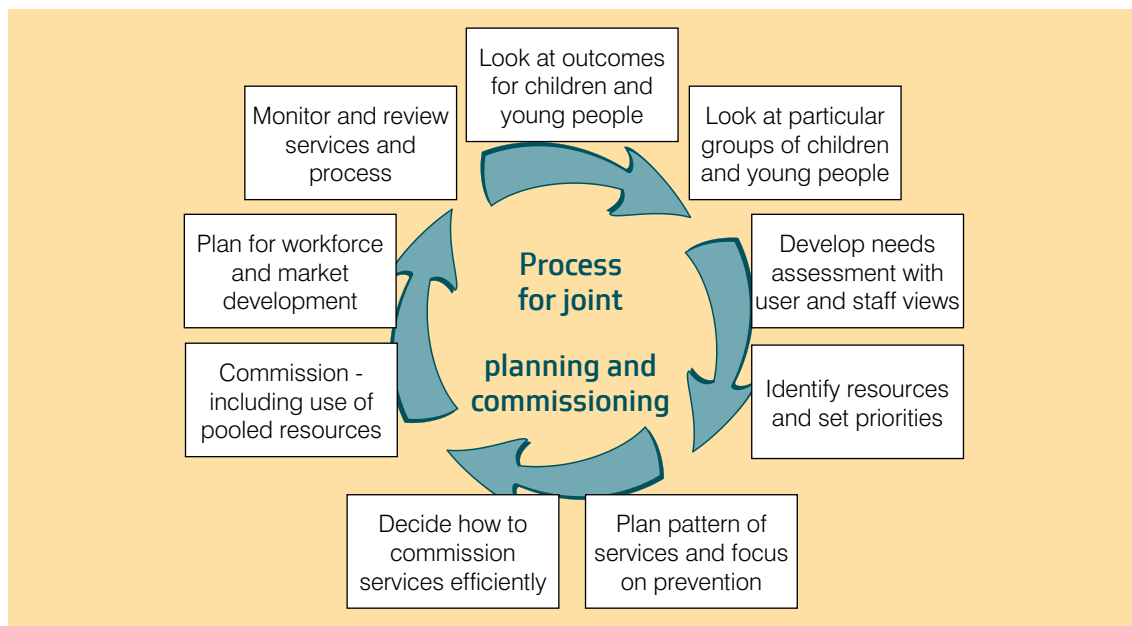 Look at outcomes
for children and
young people
Look at particular
groups of children
and young people
Develop needs
assessment with
user and staff views
Identify resources
and set priorities
Plan pattern of
services and focus
on prevention
Decide how to
commission
services efficiently
Commission -
including use of
pooled resources
Plan for workforce
and market
development
Monitor and review
services and
process
Process
for joint
planning and
commissioning